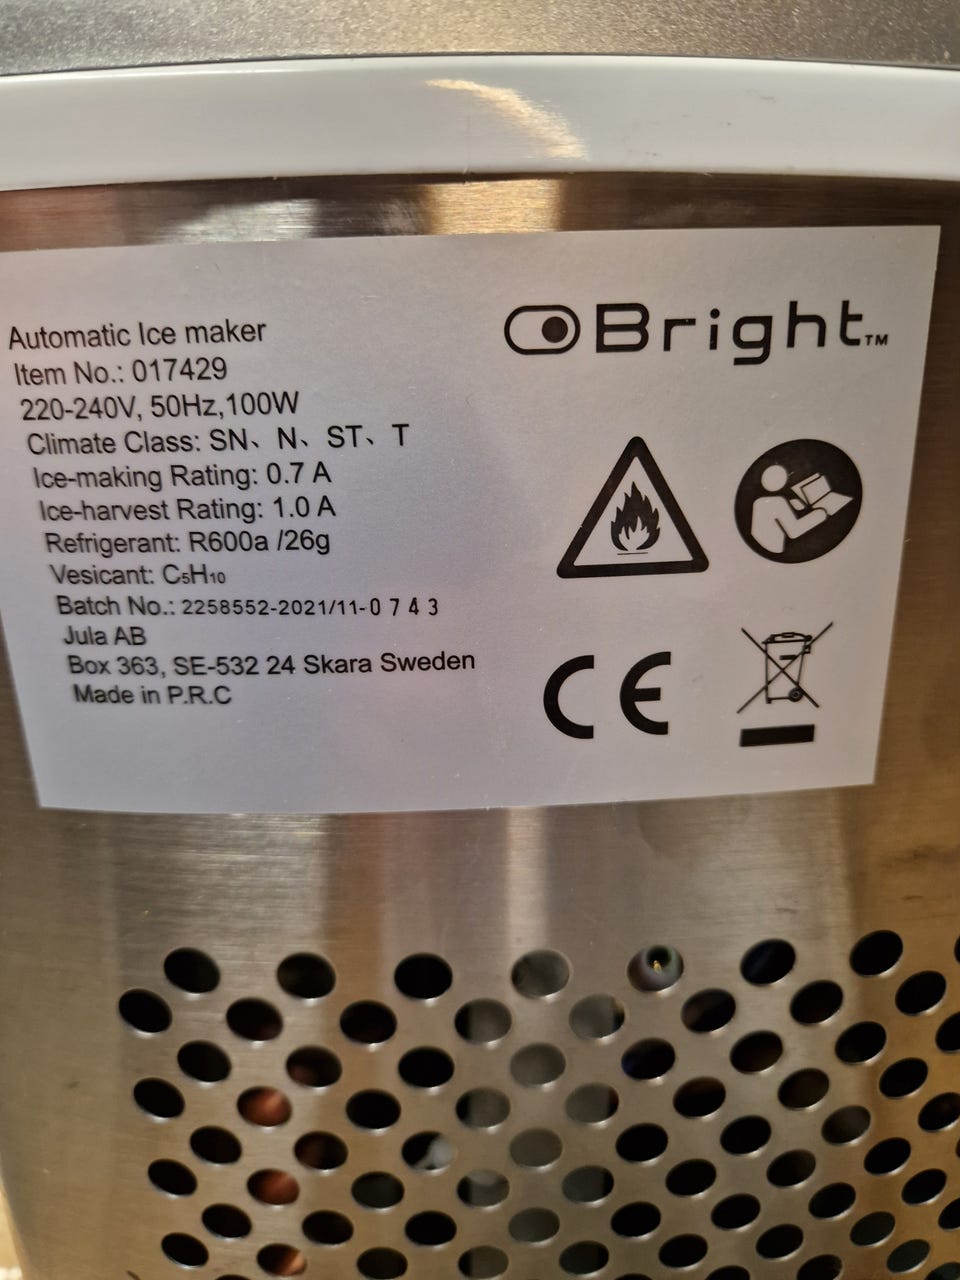 Automatic Ice maker
Item No.: 017429
220-240V, 50Hz,100W
Climate Class: SN、N、ST、T
Ice-making Rating: 0.7 A
Ice-harvest Rating: 1.0 A
Refrigerant: R600a /26g
Vesicant: C₅H₁₀
Batch No.: 2258552-2021/11-0 7 4 3
Jula AB
Box 363, SE-532 24 Skara Sweden
Made in P.R.C
Bright™
CE